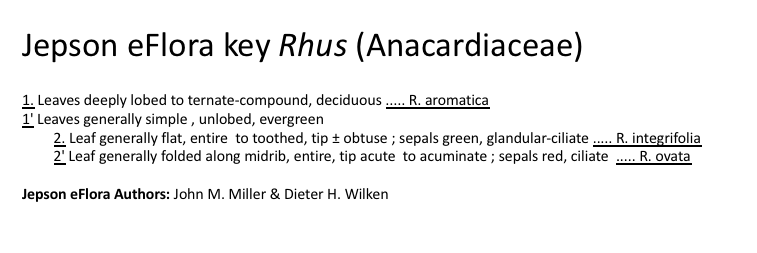 Jepson eFlora key Rhus (Anacardiaceae)
1. Leaves deeply lobed to ternate-compound, deciduous ..... R. aromatica
1' Leaves generally simple , unlobed, evergreen
2. Leaf generally flat, entire  to toothed, tip ± obtuse ; sepals green, glandular-ciliate ..... R. integrifolia
2' Leaf generally folded along midrib, entire, tip acute  to acuminate ; sepals red, ciliate  ..... R. ovata
Jepson eFlora Authors: John M. Miller & Dieter H. Wilken